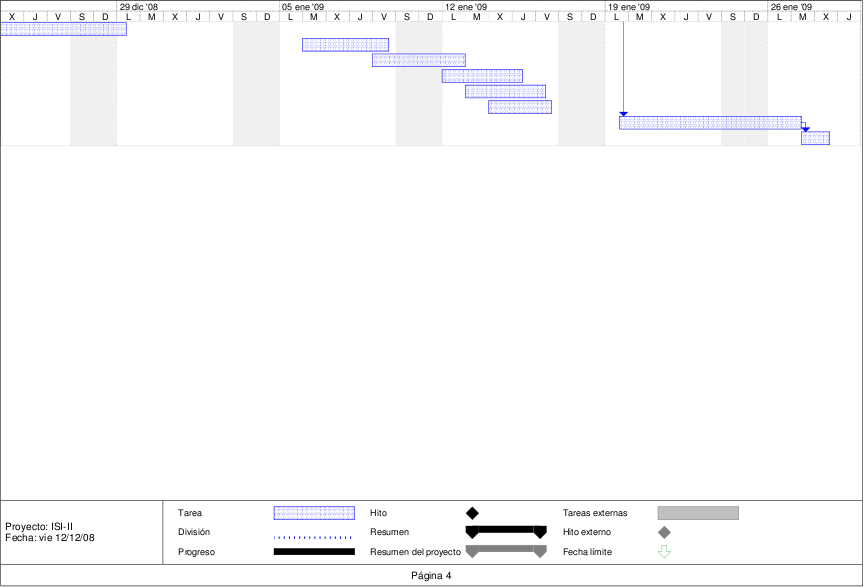 29 dic '08 05 ene '09 12 ene '09 19 ene '09 26 ene '09
X J V S D L M X J V S D L M X J V S D L M X J V S D L M X J V S D L M X J
Tarea Hito Tareas externas
División Resumen Hito externo
Progreso Resumen del proyecto Fecha límite
Proyecto: ISI-II
Fecha: vie 12/12/08
Página 4